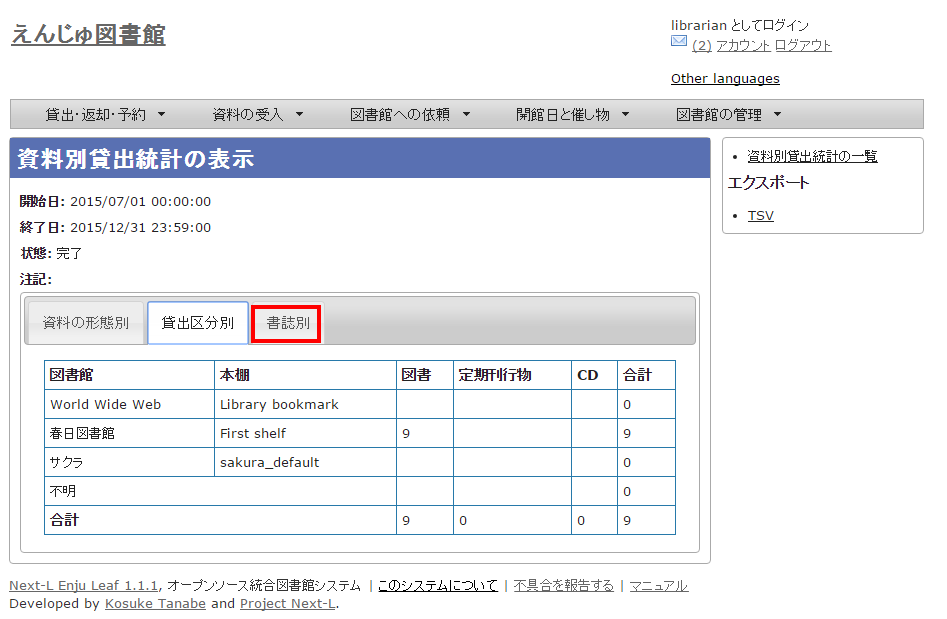 えんじゅ図書館
librarian としてログイン
(2) アカウント ログアウト
Other languages
貸出・返却・予約 ▼ 資料の受入 ▼ 図書館への依頼 ▼ 開館日と催し物 ▼ 図書館の管理 ▼
資料別貸出統計の表示
開始日: 2015/07/01 00:00:00
終了日: 2015/12/31 23:59:00
状態: 完了
注記:
資料の形態別 貸出区分別 書誌別
図書館 本棚 図書 定期刊行物 CD 合計
World Wide Web Library bookmark 0
春日図書館 First shelf 9 9
サクラ sakura_default 0
不明 0
合計 9 0 0 9
• 資料別貸出統計の一覧
エクスポート
• TSV
Next-L Enju Leaf 1.1.1, オープンソース統合図書館システム | このシステムについて | 不具合を報告する | マニュアル
Developed by Kosuke Tanabe and Project Next-L.